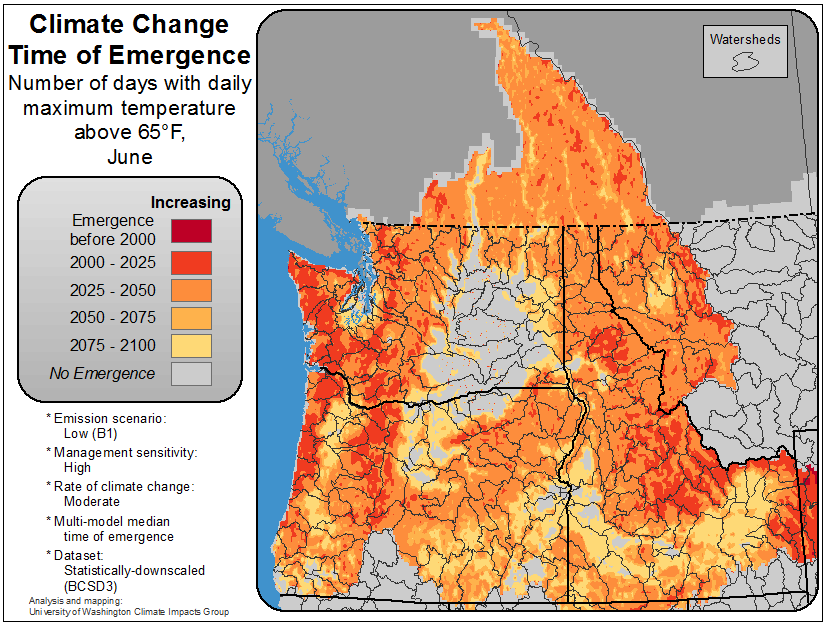 Climate Change
Time of Emergence
Number of days with daily
maximum temperature
above 65°F,
June
Increasing
Emergence
before 2000
2000 - 2025
2025 - 2050
2050 - 2075
2075 - 2100
No Emergence
* Emission scenario:
Low (B1)
* Management sensitivity:
High
* Rate of climate change:
Moderate
* Multi-model median
time of emergence
* Dataset:
Statistically-downscaled
(BCSD3)
Analysis and mapping:
University of Washington Climate Impacts Group
Watersheds